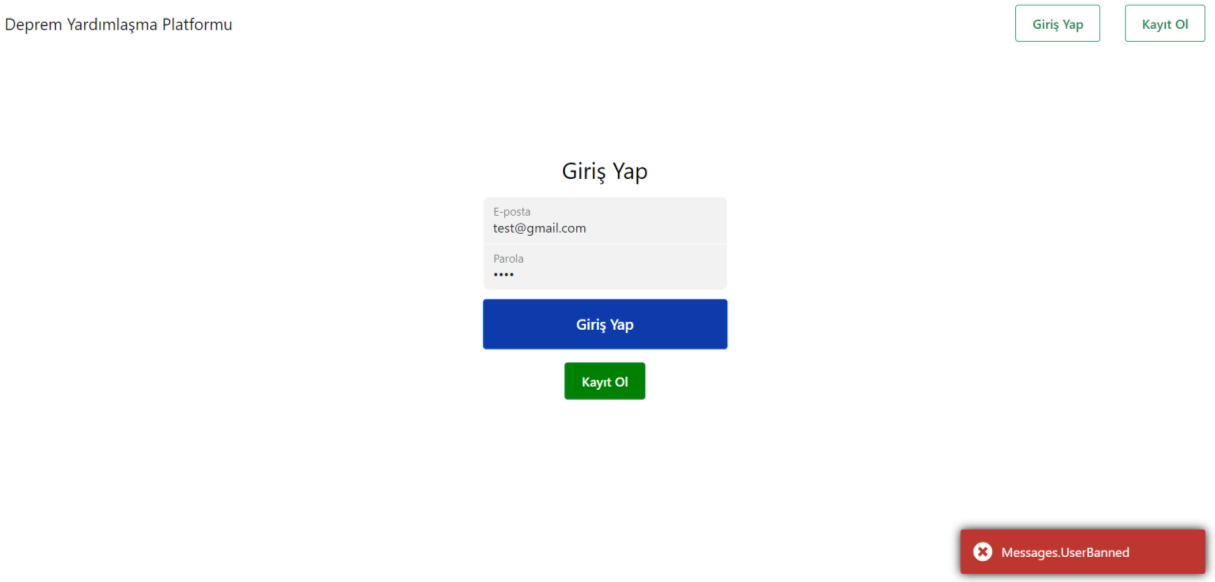 Deprem Yardımlaşma Platformu
Giriş Yap
Kayıt Ol
Giriş Yap
E-posta
test@gmail.com
Parola
••••
Giriş Yap
Kayıt Ol
Messages.UserBanned